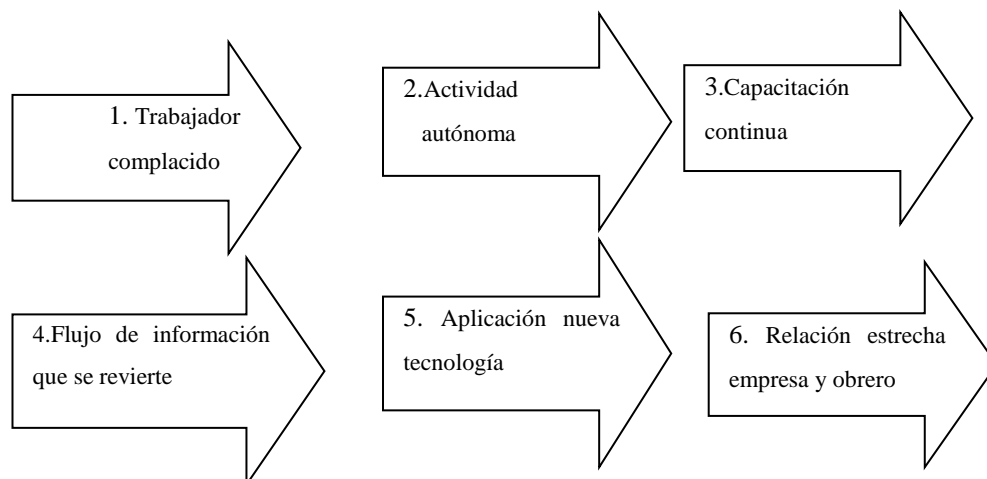 1. Trabajador
complacido
2.Actividad
autónoma
3.Capacitación
continua
4.Flujo de información
que se revierte
5. Aplicación nueva
tecnología
6. Relación estrecha
empresa y obrero